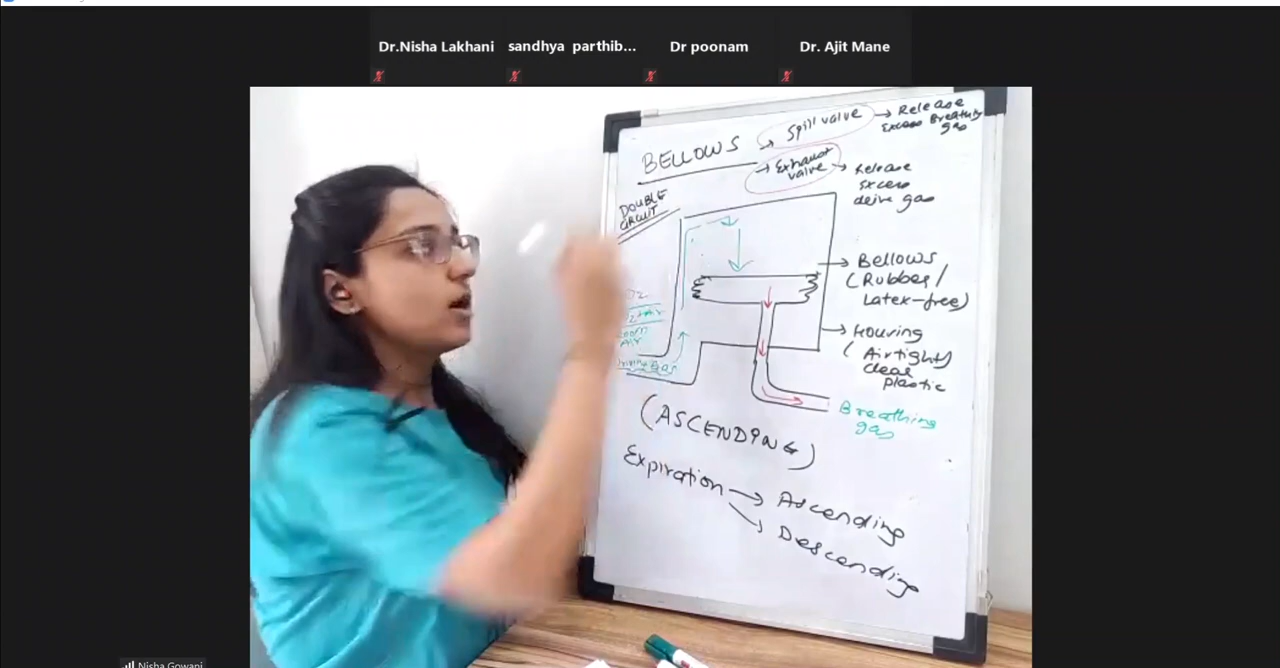 Dr.Nisha Lakhani
sandhya parthib...
Dr poonam
Dr. Ajit Mane
BELLOWS
→ Spill valve → Release
Excess Breathing
gas
→ Exhaust
valve → Release
Excess
drive gas
DOUBLE
CIRCUIT
→ Bellows
(Rubber/
Latex-free)
→ Housing
(Airtight)
clear
plastic
Air
Breathing
gas
(ASCENDING)
Expiration → Ascending
→ Descending
Nisha Gowani